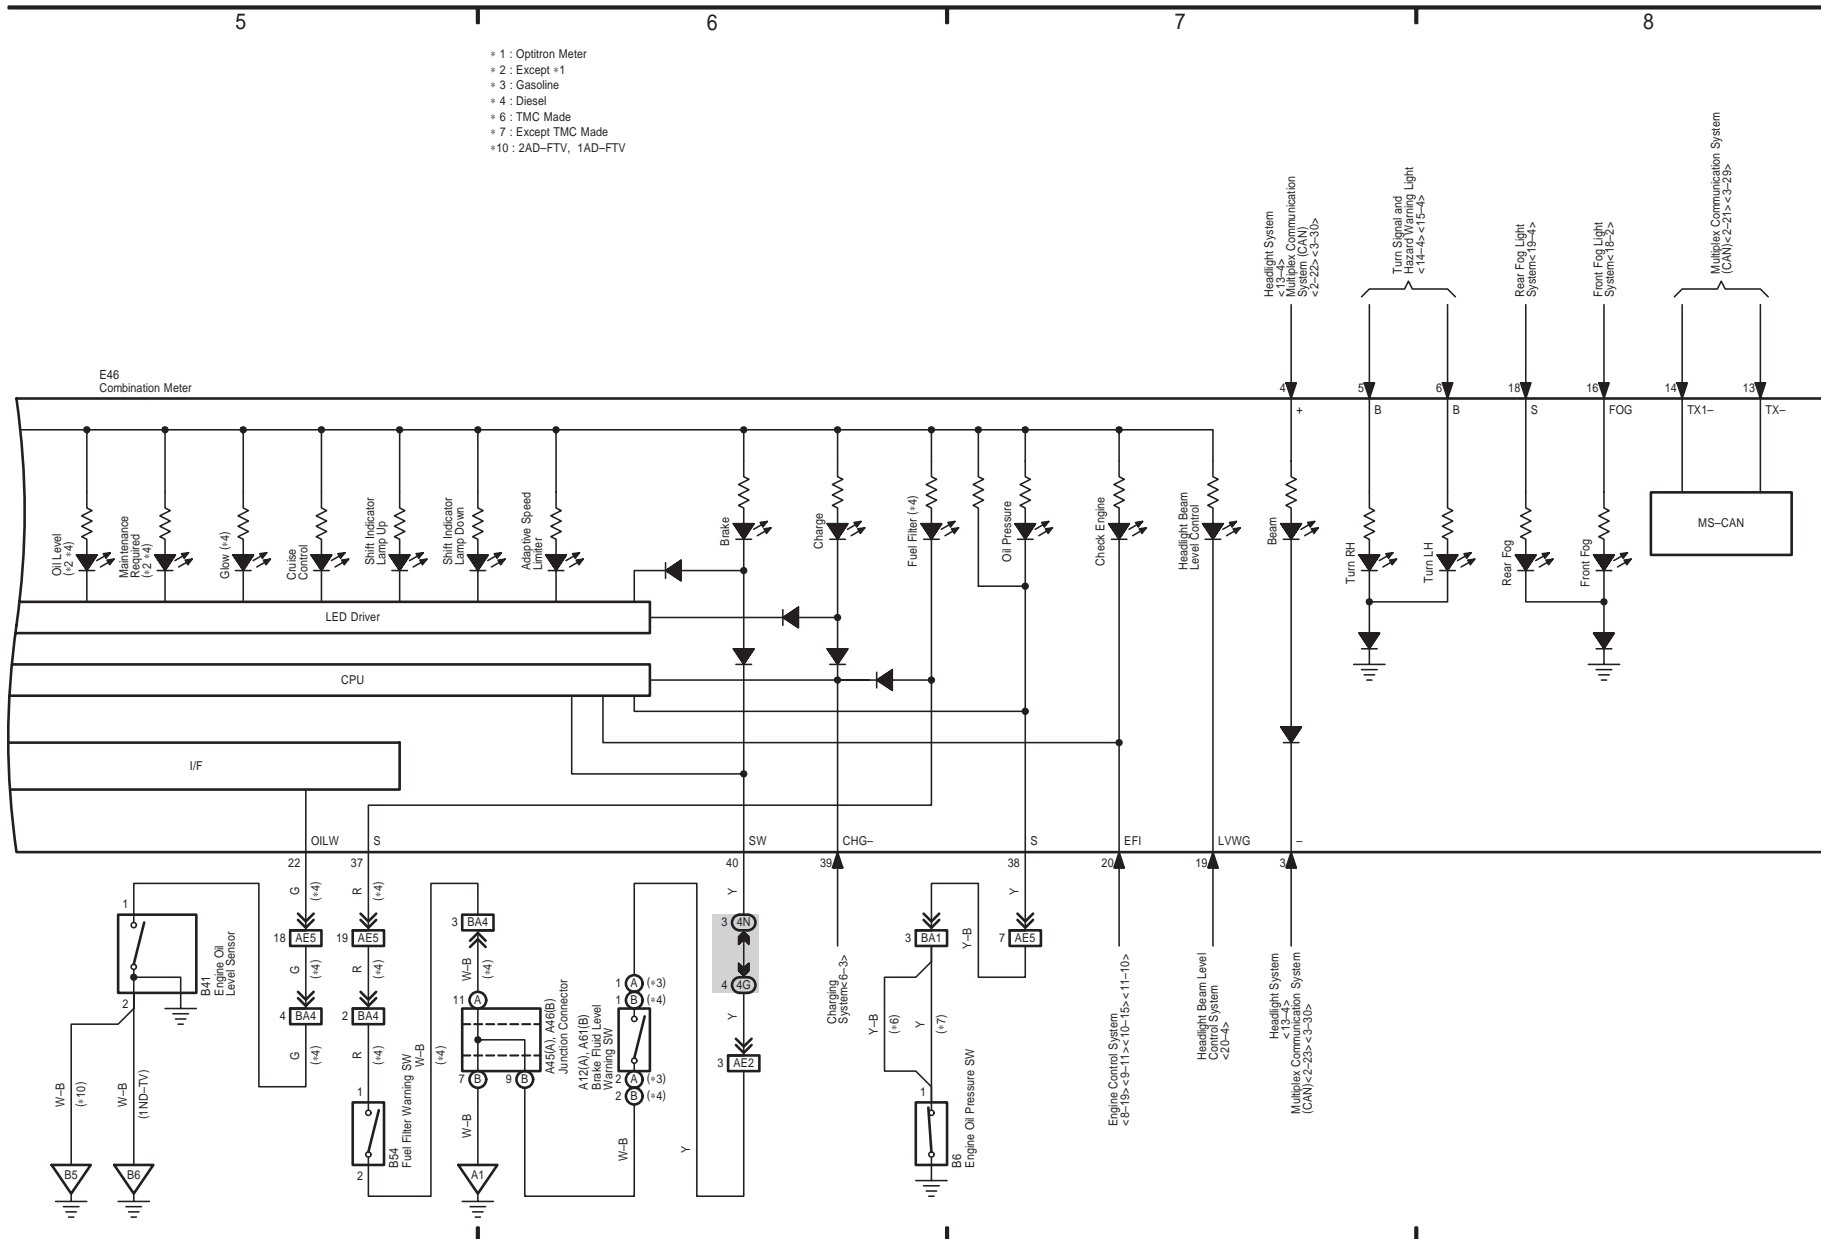 5
6
7
8
* 1 : Optitron Meter
* 2 : Except *1
* 3 : Gasoline
* 4 : Diesel
* 6 : TMC Made
* 7 : Except TMC Made
*10 : 2AD–FTV, 1AD–FTV
Headlight System
<13–4>
Multiplex Communication
System (CAN)
<2–22><3–30>
Turn Signal and
Hazard Warning Light
<14–4><15–4>
Rear Fog Light
System<19–4>
Front Fog Light
System<18–2>
Multiplex Communication System
(CAN)<2–21><3–29>
E46
Combination Meter
4
5
6
18
16
14
13
+
B
B
S
FOG
TX1–
TX–
Oil Level
(*2 *4)
Maintenance
Required
(*2 *4)
Glow (*4)
Cruise
Control
Shift Indicator
Lamp Up
Shift Indicator
Lamp Down
Adaptive Speed
Limiter
Brake
Charge
Fuel Filter (*4)
Oil Pressure
Check Engine
Headlight Beam
Level Control
Beam
Turn RH
Turn LH
Rear Fog
Front Fog
MS–CAN
LED Driver
CPU
I/F
OILW
S
SW
CHG–
S
EFI
LVWG
–
22
37
40
39
38
20
19
3
G
(*4)
R
(*4)
Y
Y
1
3 BA4
3 4N
18 AE5
19 AE5
3 BA1
Y–B
7 AE5
B41
Engine Oil
Level Sensor
G
(*4)
R
(*4)
W–B
(*4)
1 A (*3)
1 B (*4)
4 4G
2
11 A
4 BA4
2 BA4
Y
Y–B
(*6)
Y
(*7)
A45(A), A46(B)
Junction Connector
A12(A), A61(B)
Brake Fluid Level
Warning SW
G
(*4)
R
(*4)
W–B
(*4)
3 AE2
7 B
9 B
2 A (*3)
2 B (*4)
W–B
(*10)
W–B
(1ND–TV)
1
B54
Fuel Filter Warning SW
2
W–B
W–B
Y
1
B6
Engine Oil Pressure SW
B5
B6
A1
Charging
System<6–3>
Engine Control System
<8–19><9–11><10–15><11–10>
Headlight Beam Level
Control System
<20–4>
Headlight System
<13–4>
Multiplex Communication System
(CAN)<2–23><3–30>